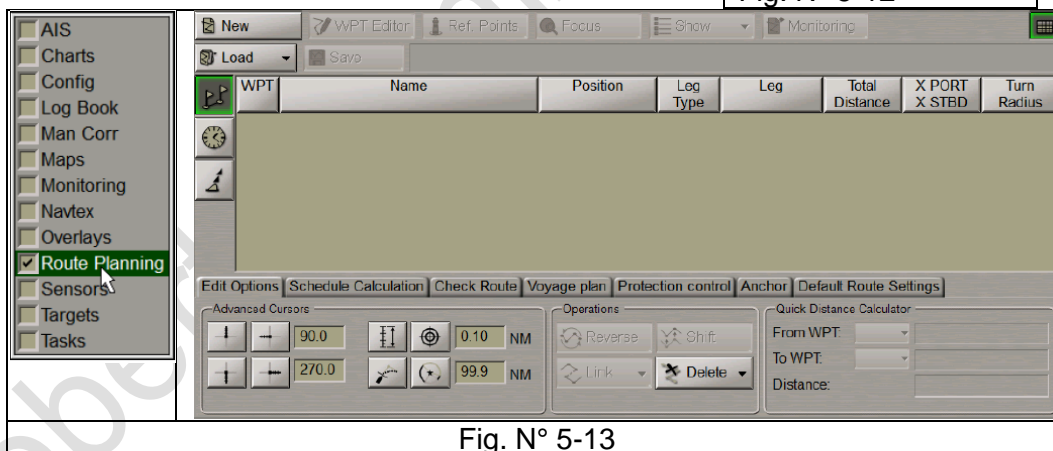 Fig. N° 5-12
AIS
Charts
Config
Log Book
Man Corr
Maps
Monitoring
Navtex
Overlays
Route Planning
Sensors
Targets
Tasks
New WPT Editor Ref. Points Focus Show Monitoring
Load Save
WPT Name Position Leg Type Leg Total Distance X PORT X STBD Turn Radius
Edit Options Schedule Calculation Check Route Voyage plan Protection control Anchor Default Route Settings
Advanced Cursors
90.0 0.10 NM
270.0 99.9 NM
Operations
Reverse Shift
Link Delete
Quick Distance Calculator
From WPT:
To WPT:
Distance:
Fig. N° 5-13